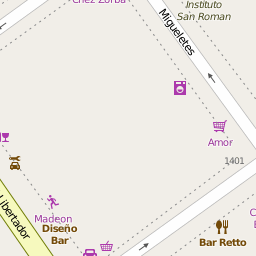 Chez Zorba
Instituto
San Roman
Migueletes
Amor
1401
Libertador
Madeon
Diseño
Bar
Bar Retto